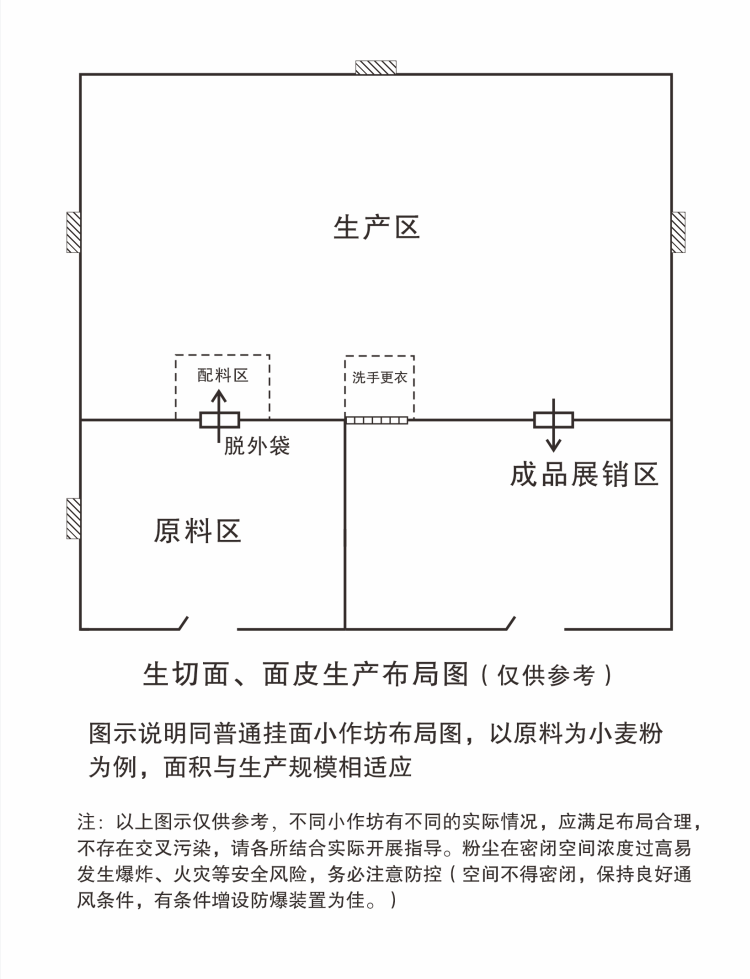 生产区
配料区
洗手更衣
脱外袋
成品展销区
原料区
生切面、面皮生产布局图（仅供参考）
图示说明同普通挂面小作坊布局图，以原料为小麦粉
为例，面积与生产规模相适应
注：以上图示仅供参考，不同小作坊有不同的实际情况，应满足布局合理，
不存在交叉污染，请各所结合实际开展指导。粉尘在密闭空间浓度过高易
发生爆炸、火灾等安全风险，务必注意防控（空间不得密闭，保持良好通
风条件，有条件增设防爆装置为佳。）